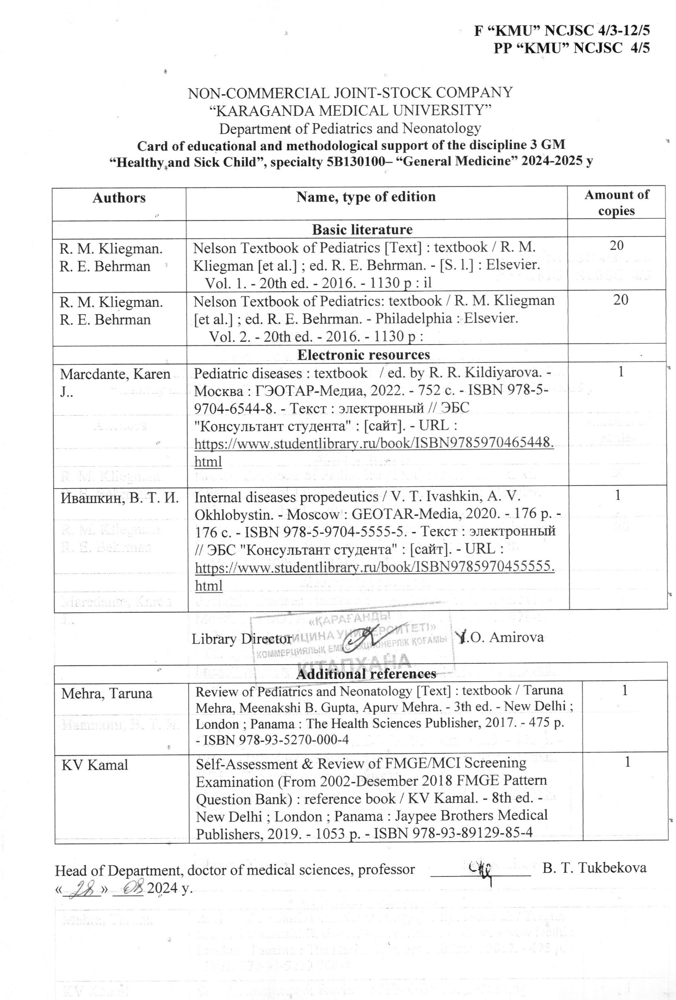 F “KMU” NCJSC 4/3-12/5
PP “KMU” NCJSC 4/5
NON-COMMERCIAL JOINT-STOCK COMPANY
“KARAGANDA MEDICAL UNIVERSITY”
Department of Pediatrics and Neonatology
Card of educational and methodological support of the discipline 3 GM
“Healthy and Sick Child”, specialty 5B130100– “General Medicine” 2024-2025 y
Authors
Name, type of edition
Amount of
copies
Basic literature
R. M. Kliegman.
R. E. Behrman
Nelson Textbook of Pediatrics [Text] : textbook / R. M.
Kliegman [et al.] ; ed. R. E. Behrman. - [S. l.] : Elsevier.
Vol. 1. - 20th ed. - 2016. - 1130 p : il
20
R. M. Kliegman.
R. E. Behrman
Nelson Textbook of Pediatrics: textbook / R. M. Kliegman
[et al.] ; ed. R. E. Behrman. - Philadelphia : Elsevier.
Vol. 2. - 20th ed. - 2016. - 1130 p :
20
Electronic resources
Marcdante, Karen
J..
Pediatric diseases : textbook / ed. by R. R. Kildiyarova. -
Москва : ГЭОТАР-Медиа, 2022. - 752 с. - ISBN 978-5-
9704-6544-8. - Текст : электронный // ЭБС
"Консультант студента" : [сайт]. - URL :
https://www.studentlibrary.ru/book/ISBN9785970465448.
html
1
Ивашкин, В. Т. И.
Internal diseases propedeutics / V. T. Ivashkin, A. V.
Okhlobystin. - Moscow : GEOTAR-Media, 2020. - 176 p. -
176 с. - ISBN 978-5-9704-5555-5. - Текст : электронный
// ЭБС "Консультант студента" : [сайт]. - URL :
https://www.studentlibrary.ru/book/ISBN9785970455555.
html
1
«ҚАРАҒАНДЫ
МЕДИЦИНА УНИВЕРСИТЕТІ»
КОММЕРЦИЯЛЫҚ ЕМЕС АКЦИОНЕРЛІК ҚОҒАМЫ
КІТАПХАНА
Library Director Y.O. Amirova
Additional references
Mehra, Taruna
Review of Pediatrics and Neonatology [Text] : textbook / Taruna
Mehra, Meenakshi B. Gupta, Apurv Mehra. - 3th ed. - New Delhi ;
London ; Panama : The Health Sciences Publisher, 2017. - 475 p.
- ISBN 978-93-5270-000-4
1
KV Kamal
Self-Assessment & Review of FMGE/MCI Screening
Examination (From 2002-Desember 2018 FMGE Pattern
Question Bank) : reference book / KV Kamal. - 8th ed. -
New Delhi ; London ; Panama : Jaypee Brothers Medical
Publishers, 2019. - 1053 p. - ISBN 978-93-89129-85-4
1
Head of Department, doctor of medical sciences, professor B. T. Tukbekova
«28» 08 2024 y.